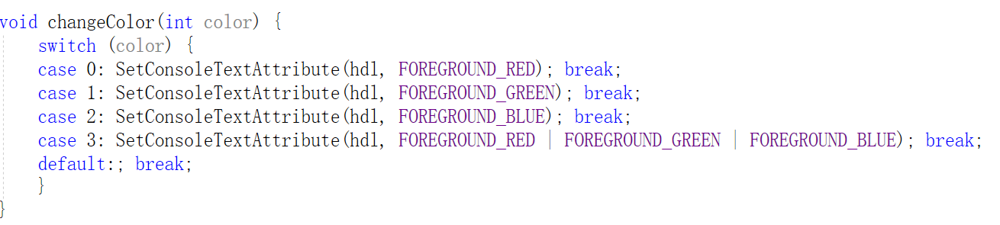 void changeColor(int color) {
    switch (color) {
    case 0: SetConsoleTextAttribute(hdl, FOREGROUND_RED); break;
    case 1: SetConsoleTextAttribute(hdl, FOREGROUND_GREEN); break;
    case 2: SetConsoleTextAttribute(hdl, FOREGROUND_BLUE); break;
    case 3: SetConsoleTextAttribute(hdl, FOREGROUND_RED | FOREGROUND_GREEN | FOREGROUND_BLUE); break;
    default:; break;
    }
}